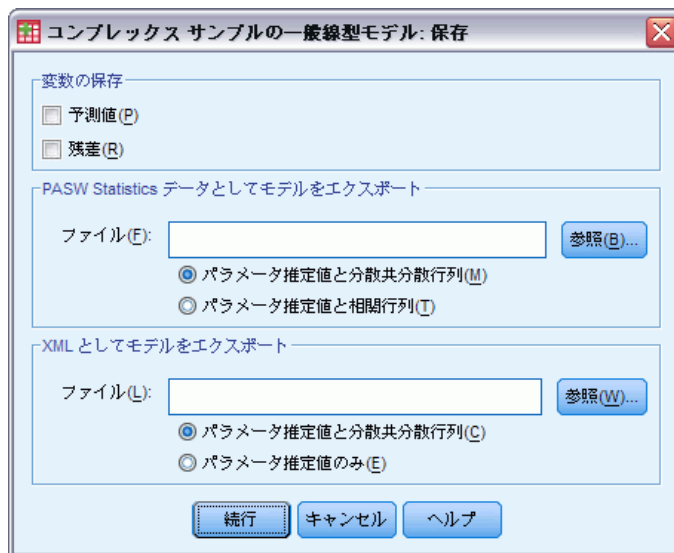 コンプレックス サンプルの一般線型モデル: 保存
変数の保存
予測値(P)
残差(R)
PASW Statistics データとしてモデルをエクスポート
ファイル(F):
参照(B)...
パラメータ推定値と分散共分散行列(M)
パラメータ推定値と相関行列(T)
XML としてモデルをエクスポート
ファイル(L):
参照(W)...
パラメータ推定値と分散共分散行列(C)
パラメータ推定値のみ(E)
続行
キャンセル
ヘルプ